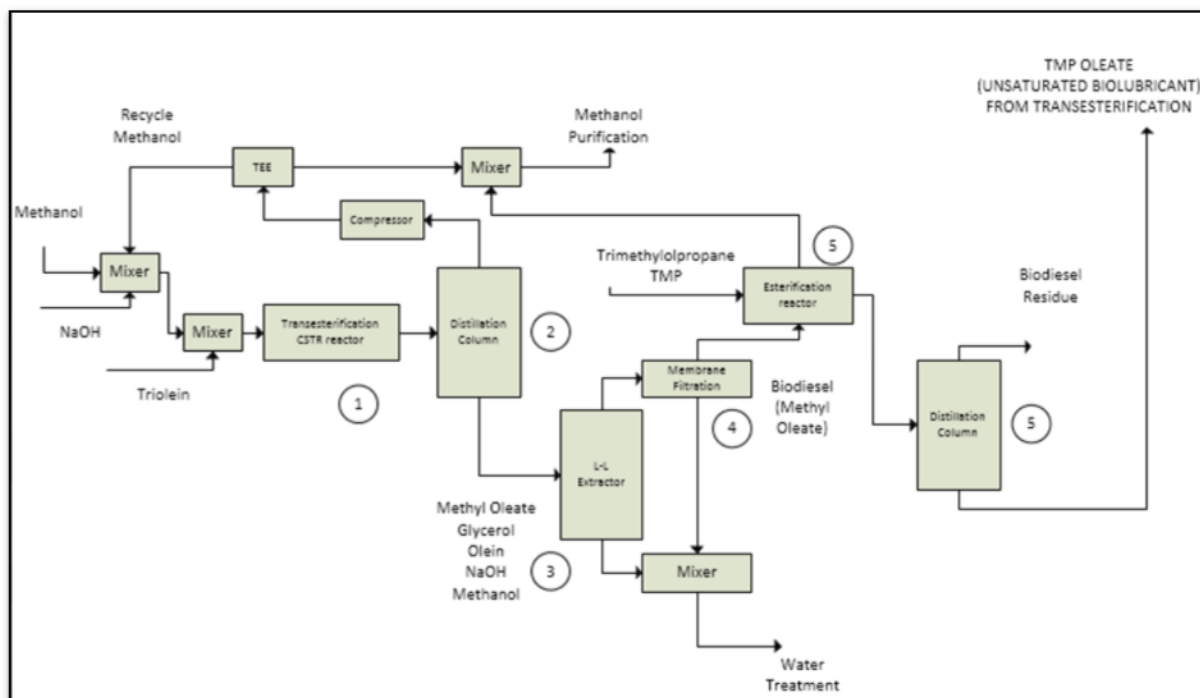 TMP OLEATE
(UNSATURATED BIOLUBRICANT)
FROM TRANSESTERIFICATION
Recycle
Methanol
Methanol
Purification
TEE
Mixer
Compressor
Methanol
Mixer
NaOH
Mixer
Triolein
Transesterification
CSTR reactor
1
Distillation
Column
2
Trimethylolpropane
TMP
5
Esterification
reactor
Biodiesel
Residue
Membrane
Filtration
4
Biodiesel
(Methyl
Oleate)
Distillation
Column
5
L-L
Extractor
Methyl Oleate
Glycerol
Olein
NaOH
Methanol
3
Mixer
Water
Treatment